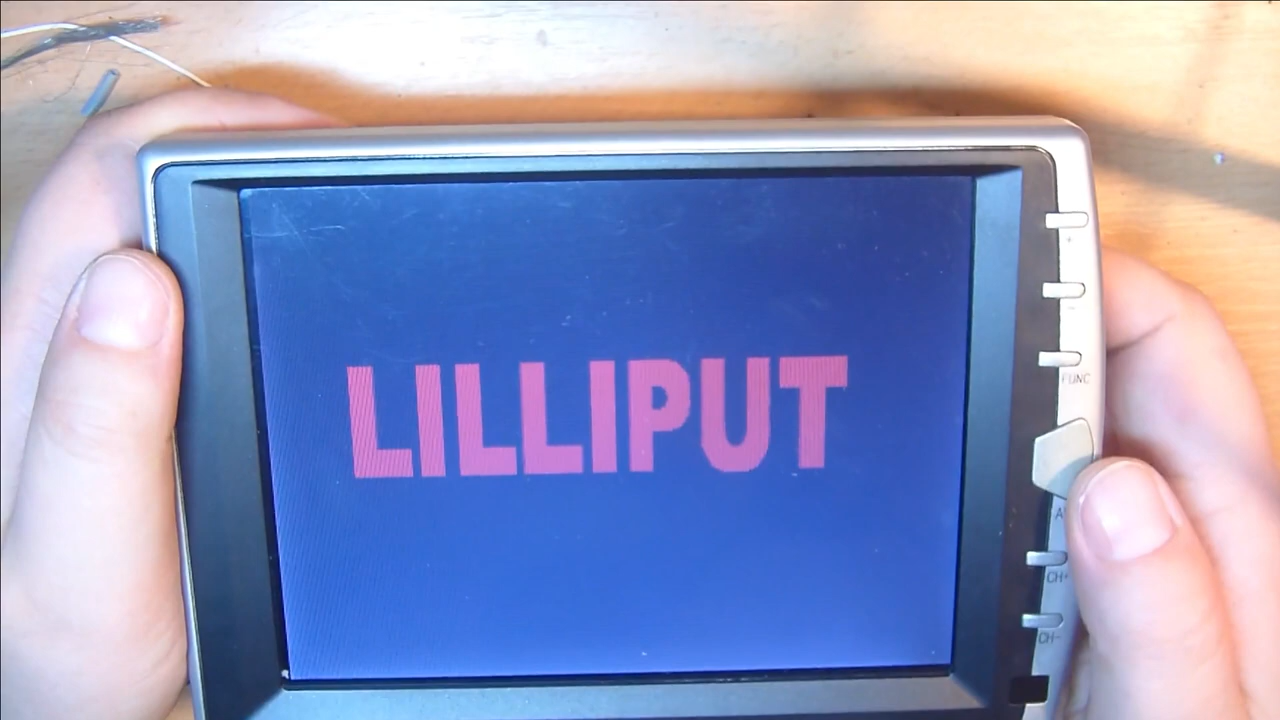 LILLIPUT
+
-
FUNC
CH+
CH-